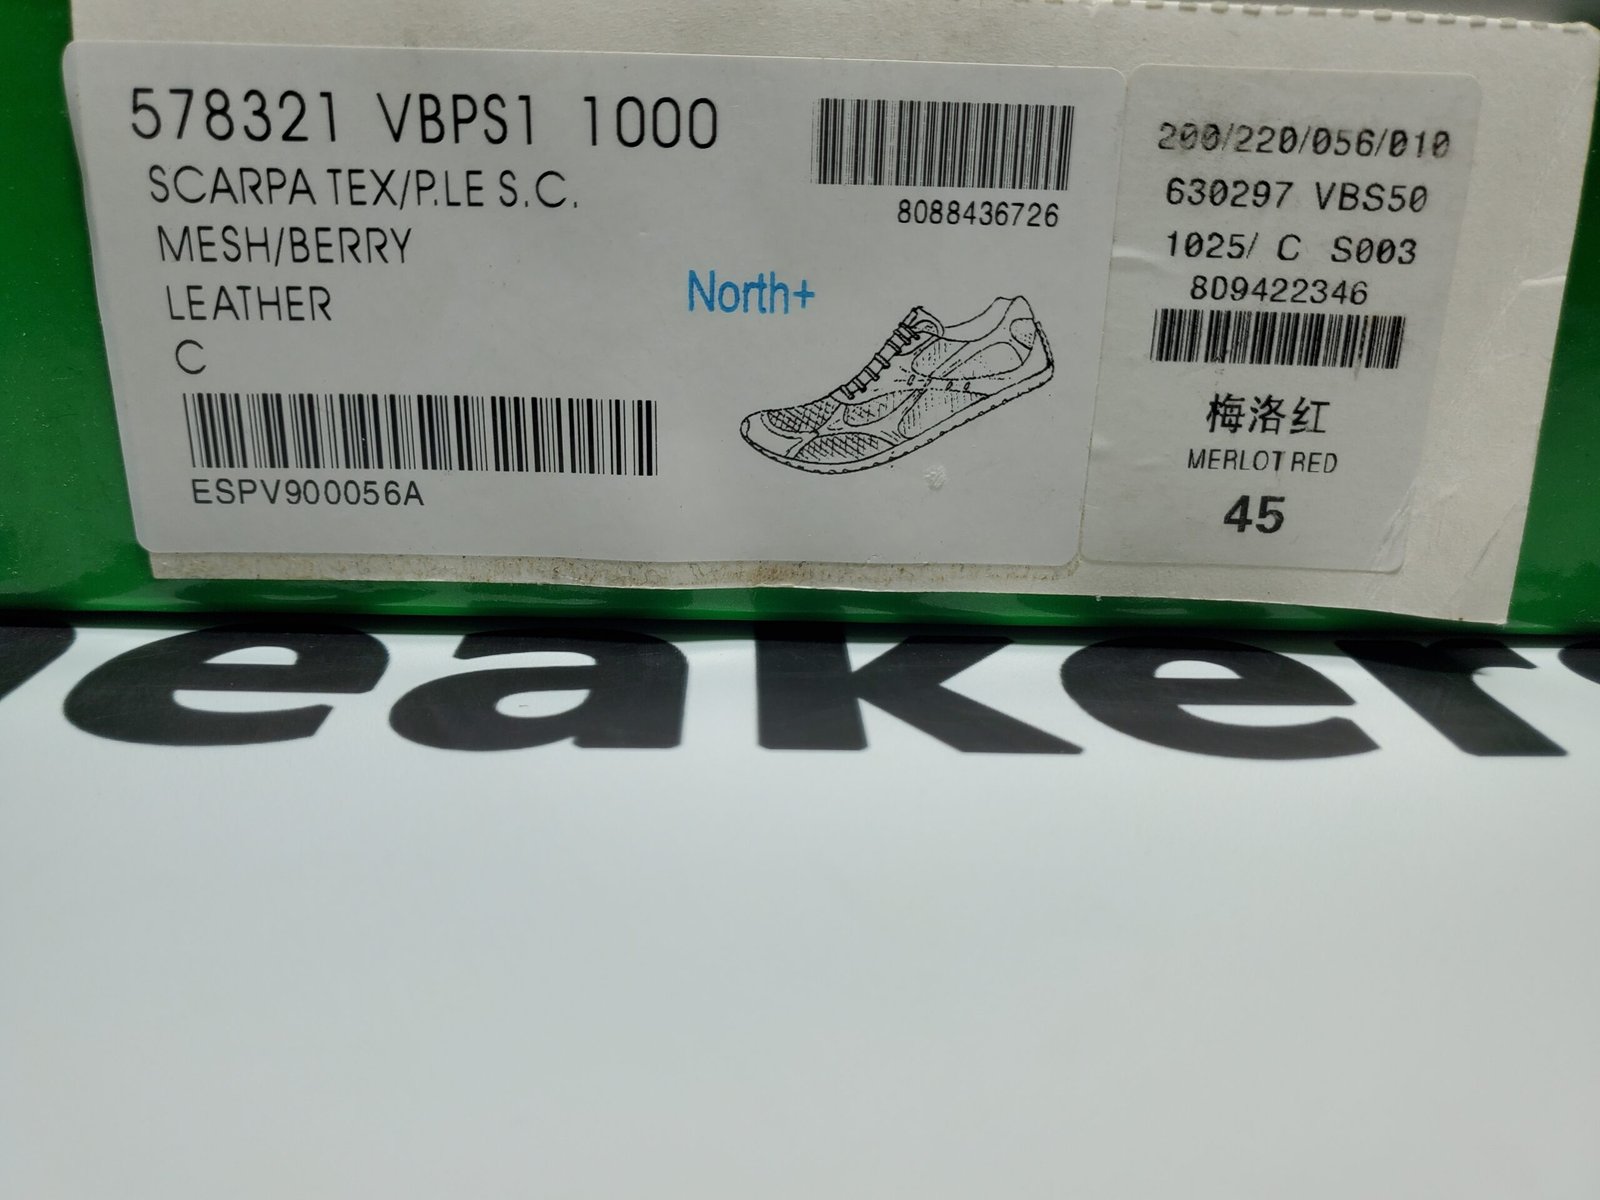 578321 VBPS1 1000
SCARPA TEX/P.LE S.C.
MESH/BERRY
LEATHER
C
ESPV900056A
8088436726
North+
200/220/056/010
630297 VBS50
1025/ C S003
809422346
梅洛红
MERLOT RED
45
eaker